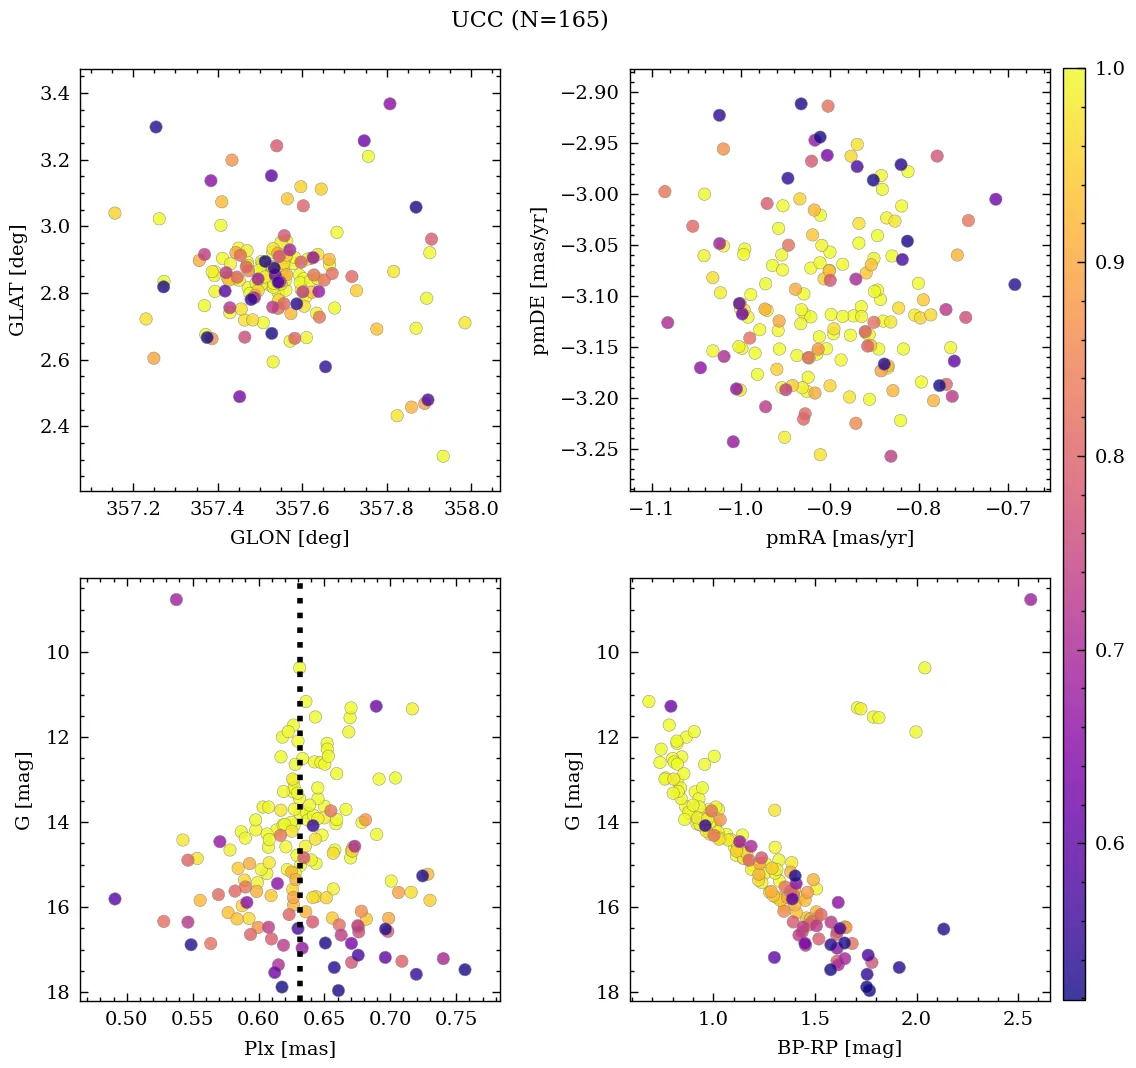 UCC (N=165)
3.4
3.2
3.0
2.8
2.6
2.4
GLAT [deg]
357.2 357.4 357.6 357.8 358.0
GLON [deg]
−2.90
−2.95
−3.00
−3.05
−3.10
−3.15
−3.20
−3.25
pmDE [mas/yr]
−1.1 −1.0 −0.9 −0.8 −0.7
pmRA [mas/yr]
10
12
14
16
18
G [mag]
0.50 0.55 0.60 0.65 0.70 0.75
Plx [mas]
10
12
14
16
18
G [mag]
1.0 1.5 2.0 2.5
BP-RP [mag]
1.0
0.9
0.8
0.7
0.6